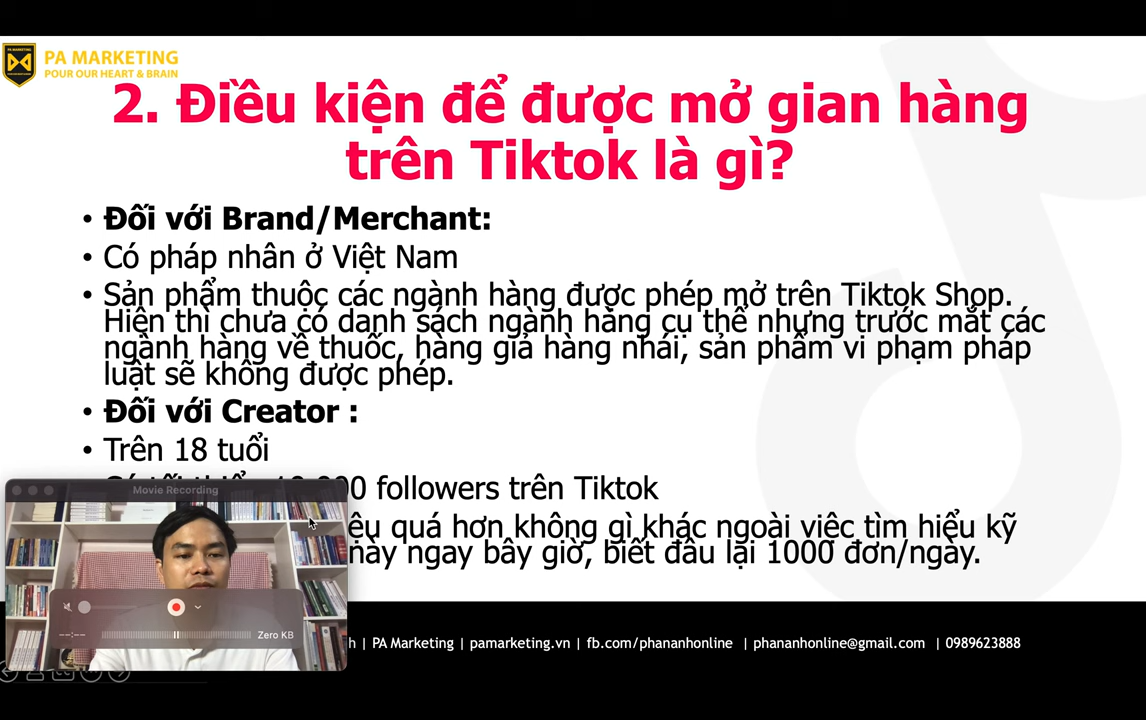 PA MARKETING
POUR OUR HEART & BRAIN
2. Điều kiện để được mở gian hàng
trên Tiktok là gì?
• Đối với Brand/Merchant:
• Có pháp nhân ở Việt Nam
• Sản phẩm thuộc các ngành hàng được phép mở trên Tiktok Shop.
Hiện thì chưa có danh sách ngành hàng cụ thể nhưng trước mắt các
ngành hàng về thuốc, hàng giả hàng nhái, sản phẩm vi phạm pháp
luật sẽ không được phép.
• Đối với Creator :
• Trên 18 tuổi
followers trên Tiktok
quá hơn không gì khác ngoài việc tìm hiểu kỹ
này ngay bây giờ, biết đâu lại 1000 đơn/ngày.
Movie Recording
--:--
Zero KB
| PA Marketing | pamarketing.vn | fb.com/phananhonline | phananhonline@gmail.com | 0989623888